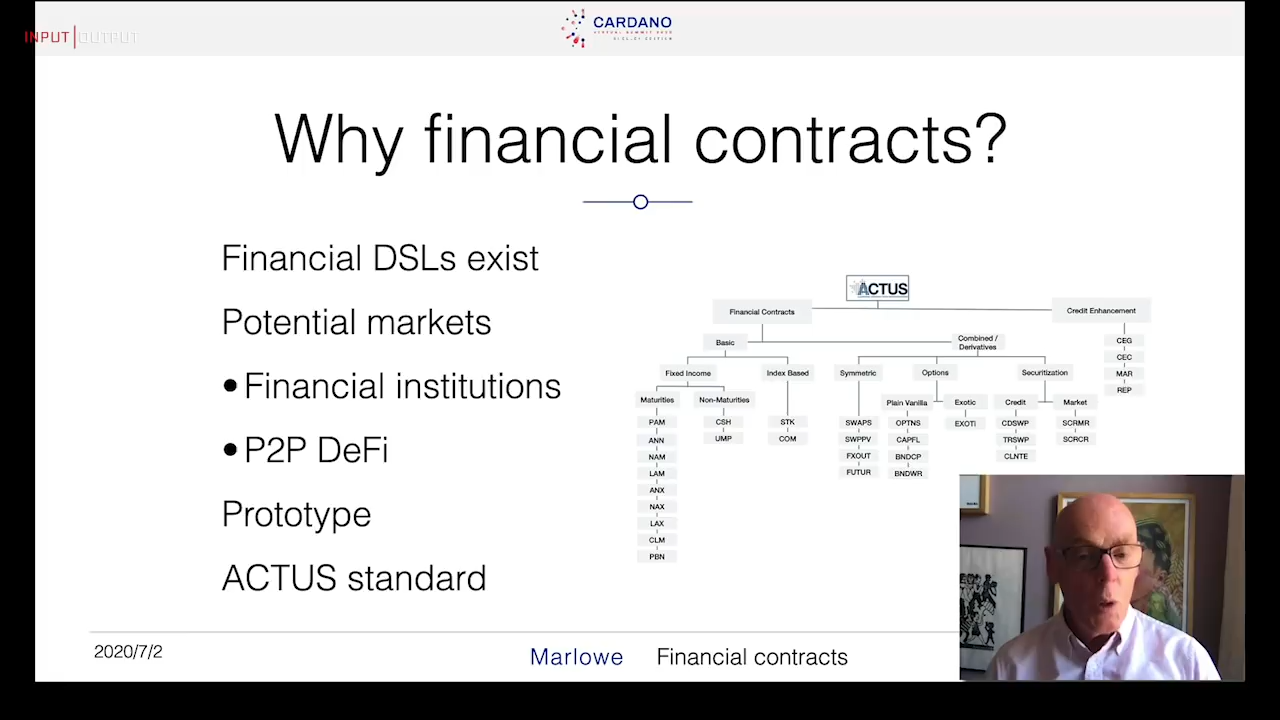 INPUT|OUTPUT
CARDANO
Why financial contracts?
Financial DSLs exist
Potential markets
• Financial institutions
• P2P DeFi
Prototype
ACTUS standard
ACTUS
Financial Contracts
Credit Enhancement
Basic
Combined /
Derivatives
CEG
CEC
MAR
REP
Fixed Income
Index Based
Symmetric
Options
Securitization
Maturities
Non-Maturities
Plain Vanilla
Exotic
Credit
Market
PAM
ANN
NAM
LAM
ANX
NAX
LAX
CLM
PBN
CSH
UMP
STK
COM
SWAPS
SWPPV
FXOUT
FUTUR
OPTNS
CAPFL
BNDCP
BNDWR
EXOTi
CDSWP
TRSWP
CLNTE
SCRMR
SCRCR
2020/7/2
Marlowe Financial contracts